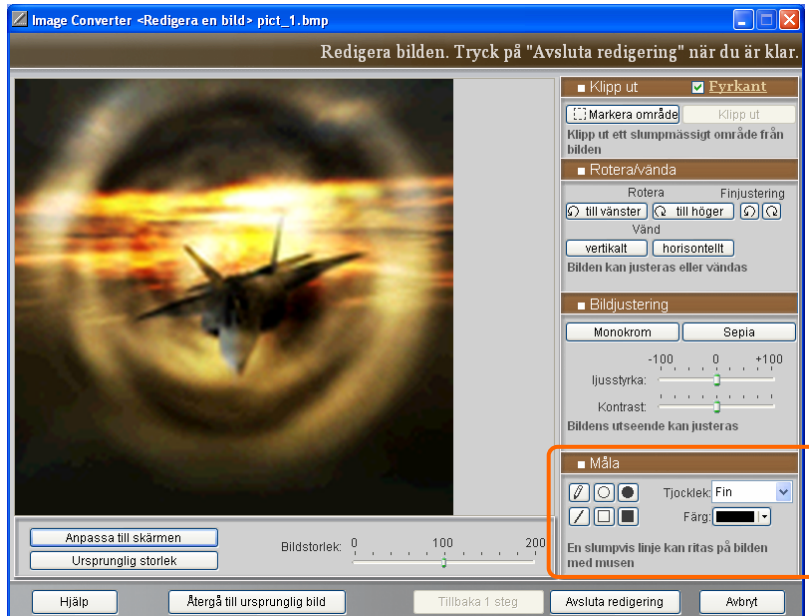 Image Converter <Redigera en bild> pict_1.bmp
Redigera bilden. Tryck på "Avsluta redigering" när du är klar.
Klipp ut Fyrkant
Markera område Klipp ut
Klipp ut ett slumpmässigt område från
bilden
Rotera/vända
Rotera Finjustering
till vänster till höger
Vänd
vertikalt horisontellt
Bilden kan justeras eller vändas
Bildjustering
Monokrom Sepia
-100 0 +100
ljusstyrka:
Kontrast:
Bildens utseende kan justeras
Måla
Tjocklek: Fin
Färg:
En slumpvis linje kan ritas på bilden
med musen
Anpassa till skärmen
Ursprunglig storlek
Bildstorlek: 0 100 200
Hjälp Återgå till ursprunglig bild Tillbaka 1 steg Avsluta redigering Avbryt